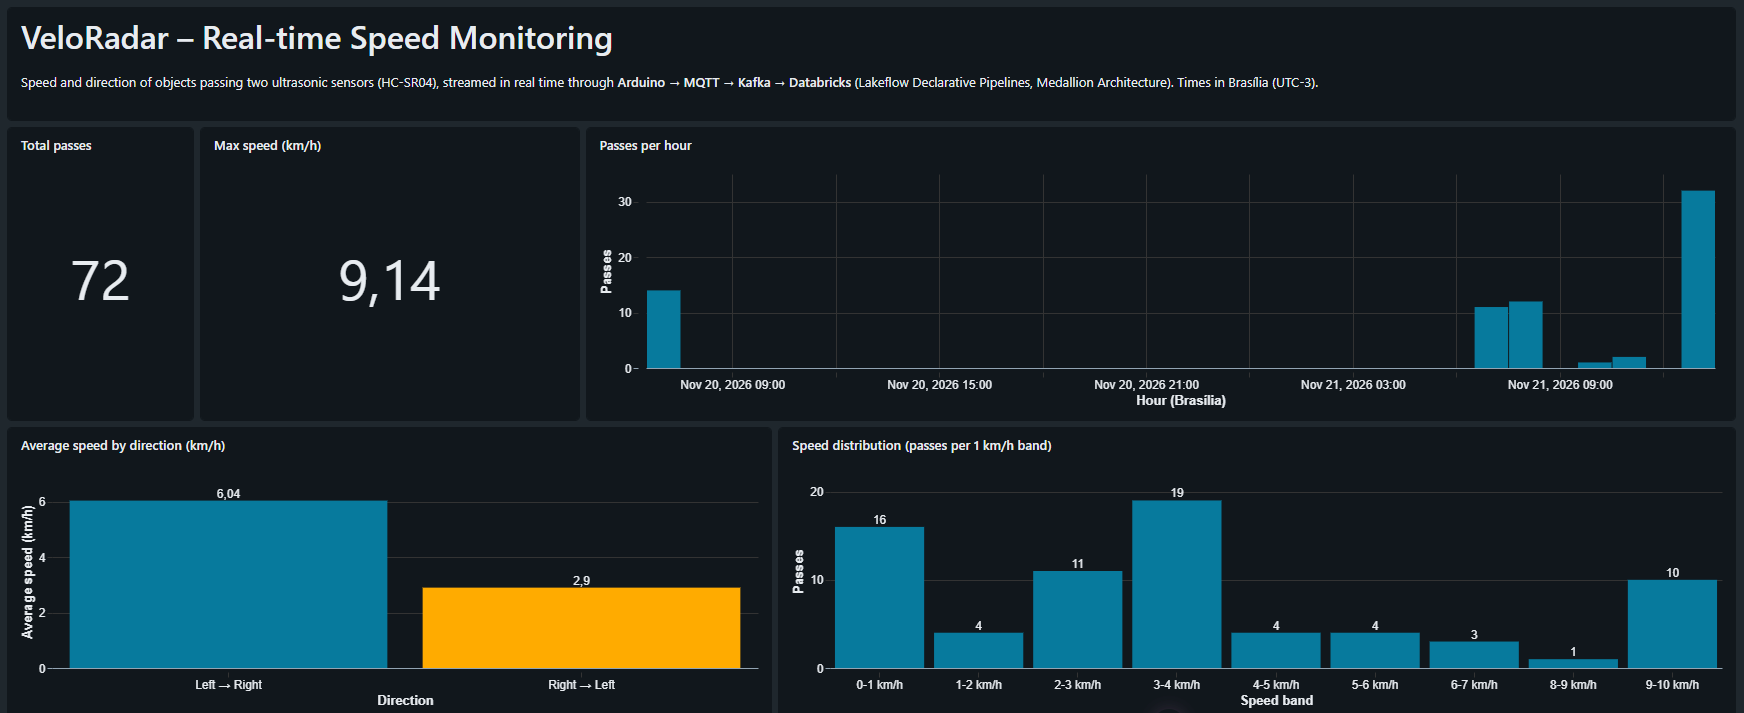 VeloRadar – Real-time Speed Monitoring
Speed and direction of objects passing two ultrasonic sensors (HC-SR04), streamed in real time through Arduino → MQTT → Kafka → Databricks (Lakeflow Declarative Pipelines, Medallion Architecture). Times in Brasília (UTC-3).
Total passes
72
Max speed (km/h)
9,14
Passes per hour
Passes
30
20
10
0
Nov 20, 2026 09:00
Nov 20, 2026 15:00
Nov 20, 2026 21:00
Nov 21, 2026 03:00
Nov 21, 2026 09:00
Hour (Brasília)
Average speed by direction (km/h)
Average speed (km/h)
6
4
2
0
6,04
2,9
Left → Right
Right → Left
Direction
Speed distribution (passes per 1 km/h band)
Passes
20
10
0
16
4
11
19
4
4
3
1
10
0-1 km/h
1-2 km/h
2-3 km/h
3-4 km/h
4-5 km/h
5-6 km/h
6-7 km/h
8-9 km/h
9-10 km/h
Speed band